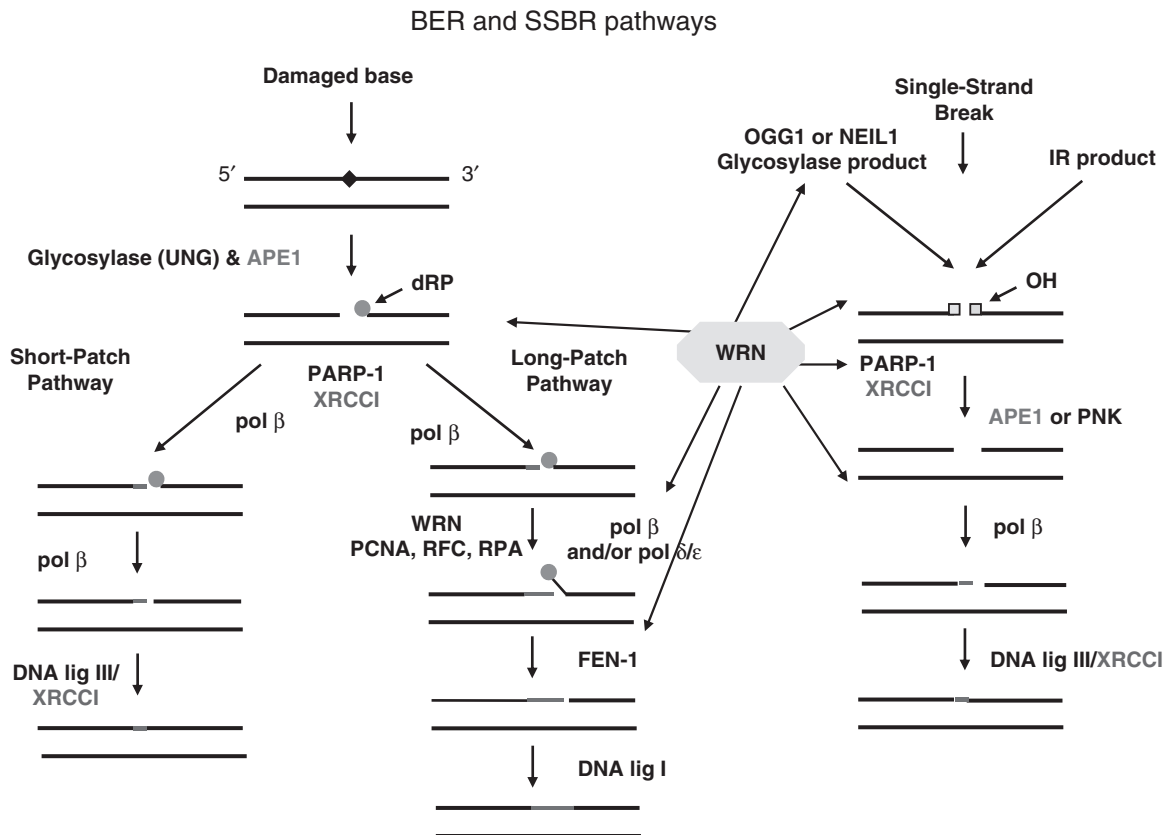 BER and SSBR pathways
Damaged base
5′
3′
Glycosylase (UNG) & APE1
dRP
Short-Patch
Pathway
PARP-1
XRCCI
Long-Patch
Pathway
pol β
pol β
WRN
PCNA, RFC, RPA
pol β
and/or pol δ/ε
pol β
DNA lig III/
XRCCI
FEN-1
DNA lig I
WRN
Single-Strand
Break
OGG1 or NEIL1
Glycosylase product
IR product
OH
PARP-1
XRCCI
APE1 or PNK
pol β
DNA lig III/XRCCI